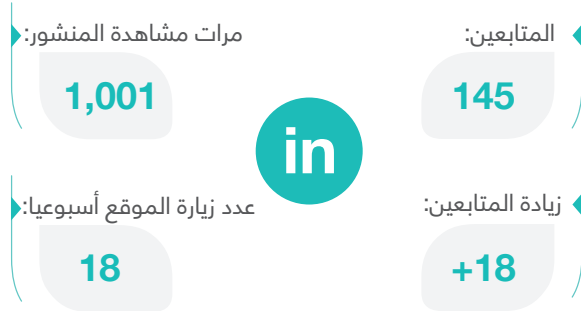 المتابعين:
145
مرات مشاهدة المنشور:
1,001
in
زيادة المتابعين:
+18
عدد زيارة الموقع أسبوعيا:
18